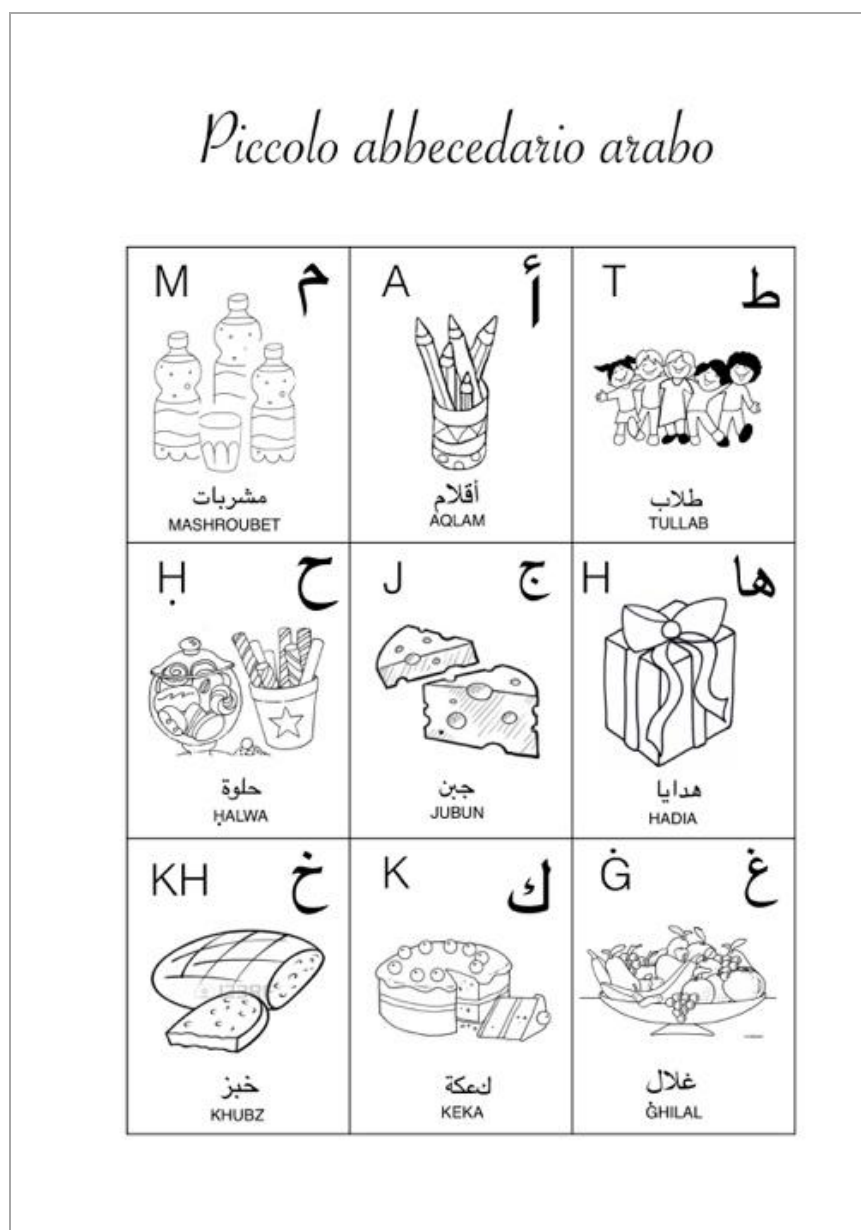 Piccolo abbecedario arabo
M م
مشربات
MASHROUBET
A أ
أقلام
AQLAM
T ط
طلاب
TULLAB
Ḥ ح
حلوة
ḤALWA
J ج
جبن
JUBUN
H ها
هدايا
HADIA
KH خ
خبز
KHUBZ
K ك
كعكة
KEKA
Ġ غ
غلال
ĠHILAL